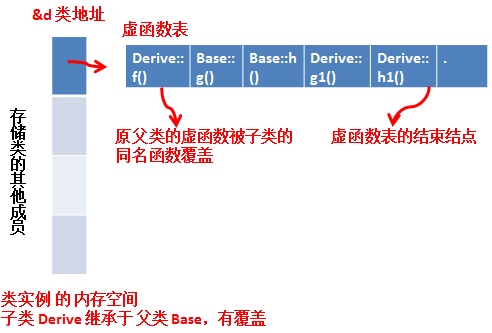 &d 类地址
虚函数表
Derive::f()
Base::g()
Base::h()
Derive::g1()
Derive::h1()
.
原父类的虚函数被子类的
同名函数覆盖
虚函数表的结束结点
存储类的其他成员
类实例 的 内存空间
子类 Derive 继承于 父类 Base，有覆盖